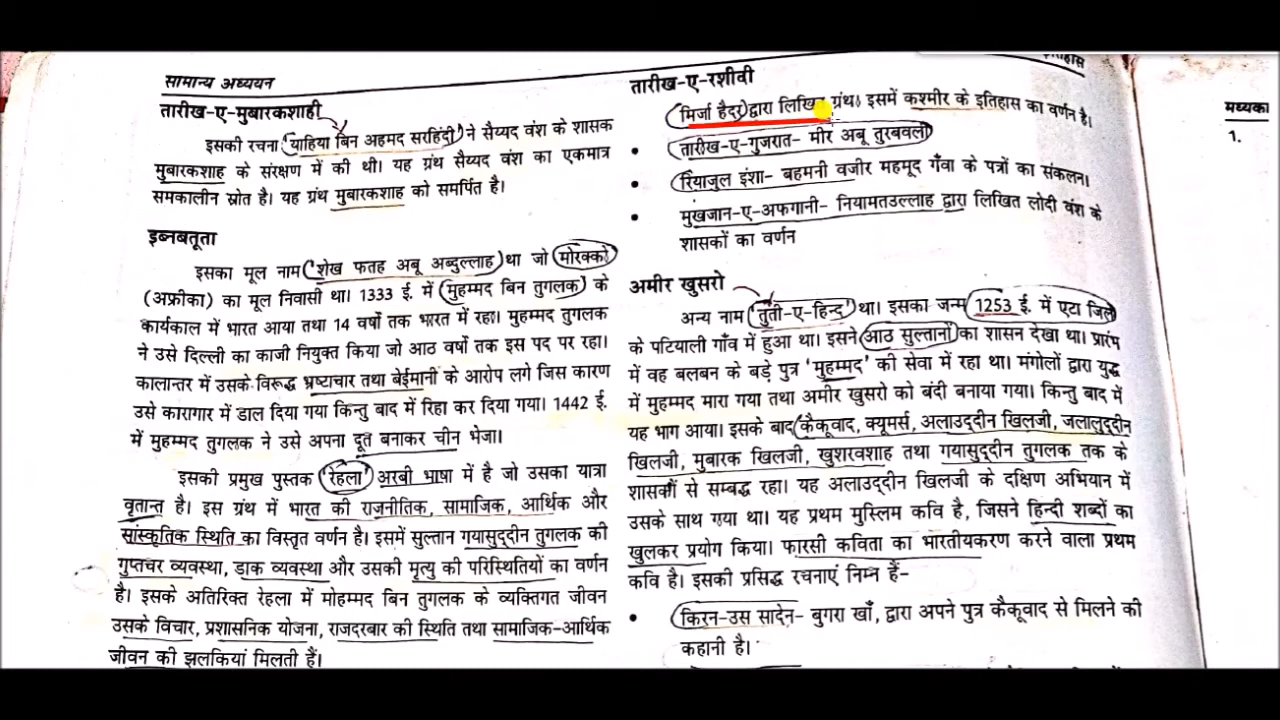 सामान्य अध्ययन
तारीख-ए-मुबारकशाही
इसकी रचना याहिया बिन अहमद सरहिंदी ने सैय्यद वंश के शासक
मुबारकशाह के संरक्षण में की थी। यह ग्रंथ सैय्यद वंश का एकमात्र
समकालीन स्रोत है। यह ग्रंथ मुबारकशाह को समर्पित है।
इब्नबतूता
इसका मूल नाम 'शेख फतह अबू अब्दुल्लाह' था जो मोरक्को
(अफ्रीका) का मूल निवासी था। 1333 ई. में मुहम्मद बिन तुगलक के
कार्यकाल में भारत आया तथा 14 वर्षों तक भारत में रहा। मुहम्मद तुगलक
ने उसे दिल्ली का काजी नियुक्त किया जो आठ वर्षों तक इस पद पर रहा।
कालान्तर में उसके विरूद्ध भ्रष्टाचार तथा बेईमानी के आरोप लगे जिस कारण
उसे कारागार में डाल दिया गया किन्तु बाद में रिहा कर दिया गया। 1442 ई.
में मुहम्मद तुगलक ने उसे अपना दूत बनाकर चीन भेजा।
इसकी प्रमुख पुस्तक 'रेहला' अरबी भाषा में है जो उसका यात्रा
वृतान्त है। इस ग्रंथ में भारत की राजनीतिक, सामाजिक, आर्थिक और
सांस्कृतिक स्थिति का विस्तृत वर्णन है। इसमें सुल्तान गयासुद्दीन तुगलक की
गुप्तचर व्यवस्था, डाक व्यवस्था और उसकी मृत्यु की परिस्थितियों का वर्णन
है। इसके अतिरिक्त रेहला में मोहम्मद बिन तुगलक के व्यक्तिगत जीवन
उसके विचार, प्रशासनिक योजना, राजदरबार की स्थिति तथा सामाजिक-आर्थिक
जीवन की झलकियां मिलती हैं।
तारीख-ए-रशीदी
मिर्जा हैदर द्वारा लिखित ग्रंथ। इसमें कश्मीर के इतिहास का वर्णन है।
• तारीख-ए-गुजरात- मीर अबू तुरबवली
• रियाजुल इंशा- बहमनी वजीर महमूद गँवा के पत्रों का संकलन।
• मुखजान-ए-अफगानी- नियामतउल्लाह द्वारा लिखित लोदी वंश के
शासकों का वर्णन
अमीर खुसरो
अन्य नाम 'तुती-ए-हिन्द' था। इसका जन्म 1253 ई. में एटा जिले
के पटियाली गाँव में हुआ था। इसने आठ सुल्तानों का शासन देखा था। प्रारंभ
में वह बलबन के बड़े पुत्र 'मुहम्मद' की सेवा में रहा था। मंगोलों द्वारा युद्ध
में मुहम्मद मारा गया तथा अमीर खुसरो को बंदी बनाया गया। किन्तु बाद में
यह भाग आया। इसके बाद कैकूवाद, क्यूमर्स, अलाउद्दीन खिलजी, जलालुद्दीन
खिलजी, मुबारक खिलजी, खुशरवशाह तथा गयासुद्दीन तुगलक तक के
शासकों से सम्बद्ध रहा। यह अलाउद्दीन खिलजी के दक्षिण अभियान में
उसके साथ गया था। यह प्रथम मुस्लिम कवि है, जिसने हिन्दी शब्दों का
खुलकर प्रयोग किया। फारसी कविता का भारतीयकरण करने वाला प्रथम
कवि है। इसकी प्रसिद्ध रचनाएं निम्न हैं-
• किरन-उस सादेन- बुगरा खाँ, द्वारा अपने पुत्र कैकूवाद से मिलने की
कहानी है।
मध्यका
1.